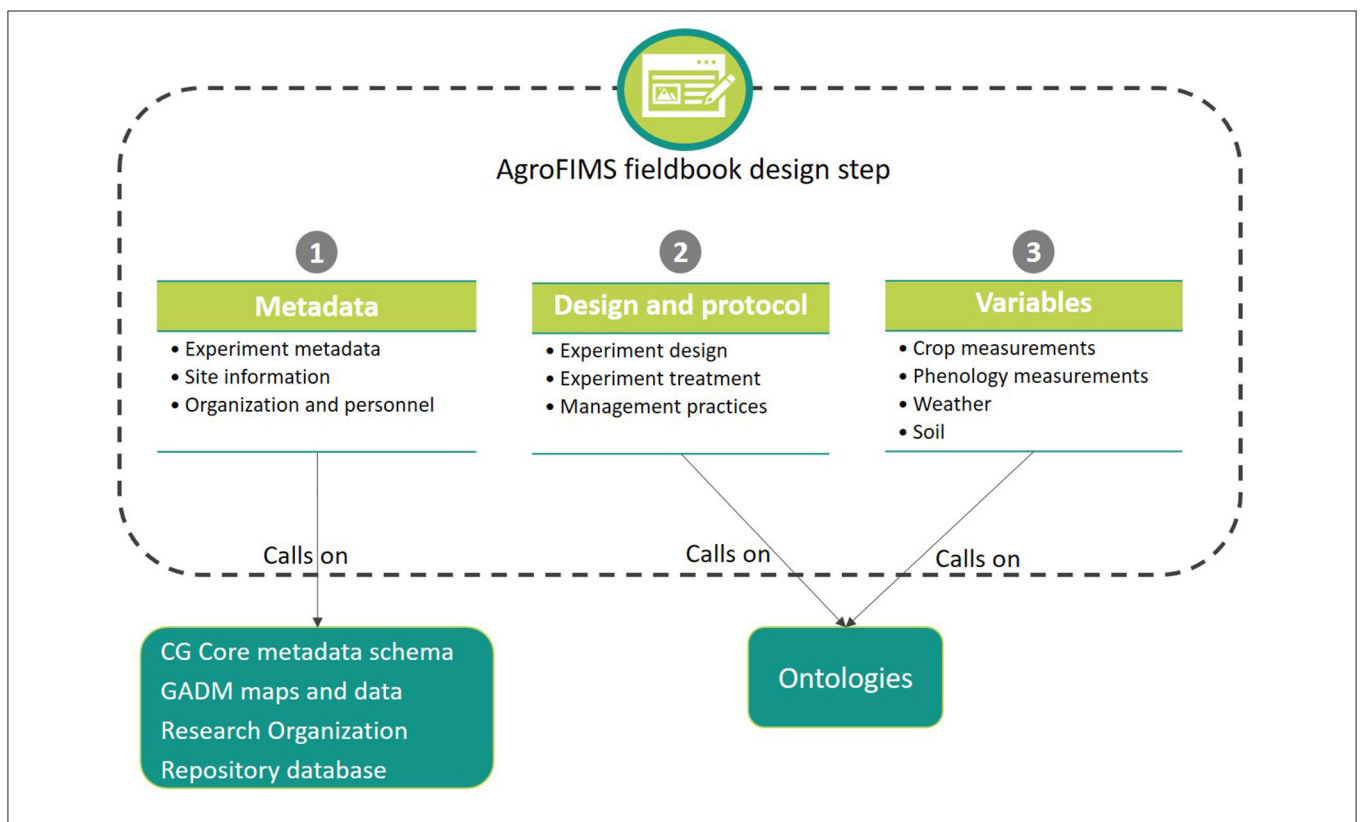 AgroFIMS fieldbook design step
1
Metadata
• Experiment metadata
• Site information
• Organization and personnel
2
Design and protocol
• Experiment design
• Experiment treatment
• Management practices
3
Variables
• Crop measurements
• Phenology measurements
• Weather
• Soil
Calls on
Calls on
Calls on
CG Core metadata schema
GADM maps and data
Research Organization
Repository database
Ontologies